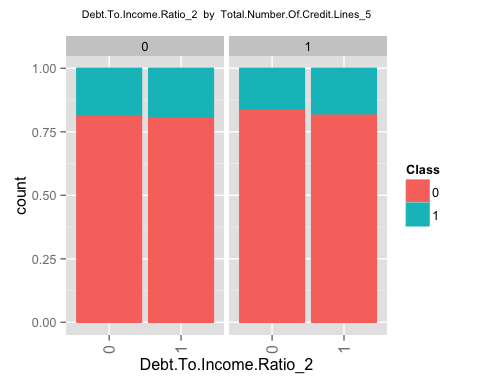 Debt.To.Income.Ratio_2 by Total.Number.Of.Credit.Lines_5
0 1
1.00
0.75
0.50
0.25
0.00
count
0 1 0 1
Debt.To.Income.Ratio_2
Class
0
1